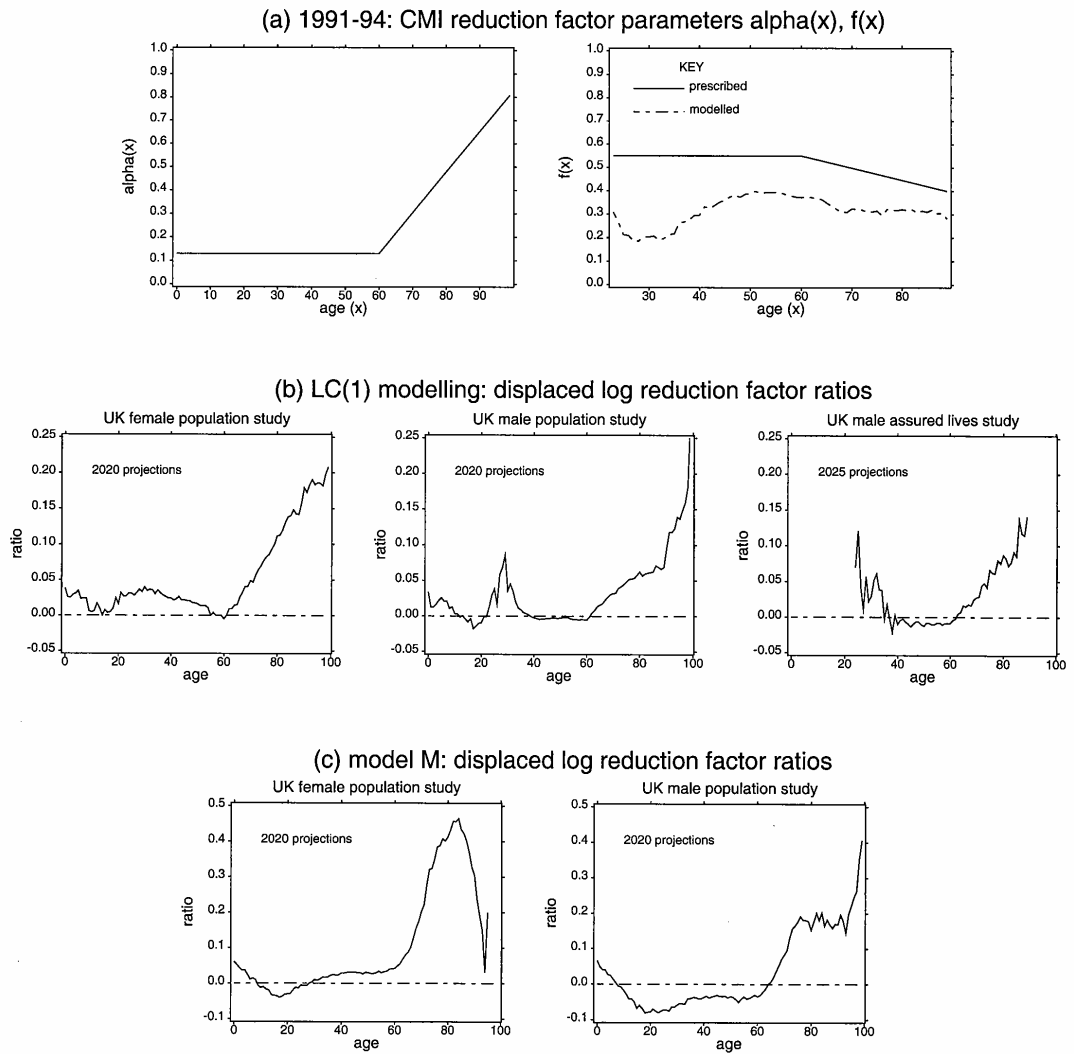 (a) 1991-94: CMI reduction factor parameters alpha(x), f(x)
1.0
0.9
0.8
0.7
0.6
0.5
0.4
0.3
0.2
0.1
0.0
alpha(x)
0 10 20 30 40 50 60 70 80 90
age (x)
1.0
0.9
0.8
0.7
0.6
0.5
0.4
0.3
0.2
0.1
0.0
f(x)
KEY
prescribed
modelled
30 40 50 60 70 80
age (x)
(b) LC(1) modelling: displaced log reduction factor ratios
UK female population study
0.25
0.20
0.15
0.10
0.05
0.00
-0.05
ratio
2020 projections
0 20 40 60 80 100
age
UK male population study
0.25
0.20
0.15
0.10
0.05
0.00
-0.05
ratio
2020 projections
0 20 40 60 80 100
age
UK male assured lives study
0.25
0.20
0.15
0.10
0.05
0.00
-0.05
ratio
2025 projections
0 20 40 60 80 100
age
(c) model M: displaced log reduction factor ratios
UK female population study
0.5
0.4
0.3
0.2
0.1
0.0
-0.1
ratio
2020 projections
0 20 40 60 80 100
age
UK male population study
0.5
0.4
0.3
0.2
0.1
0.0
-0.1
ratio
2020 projections
0 20 40 60 80 100
age